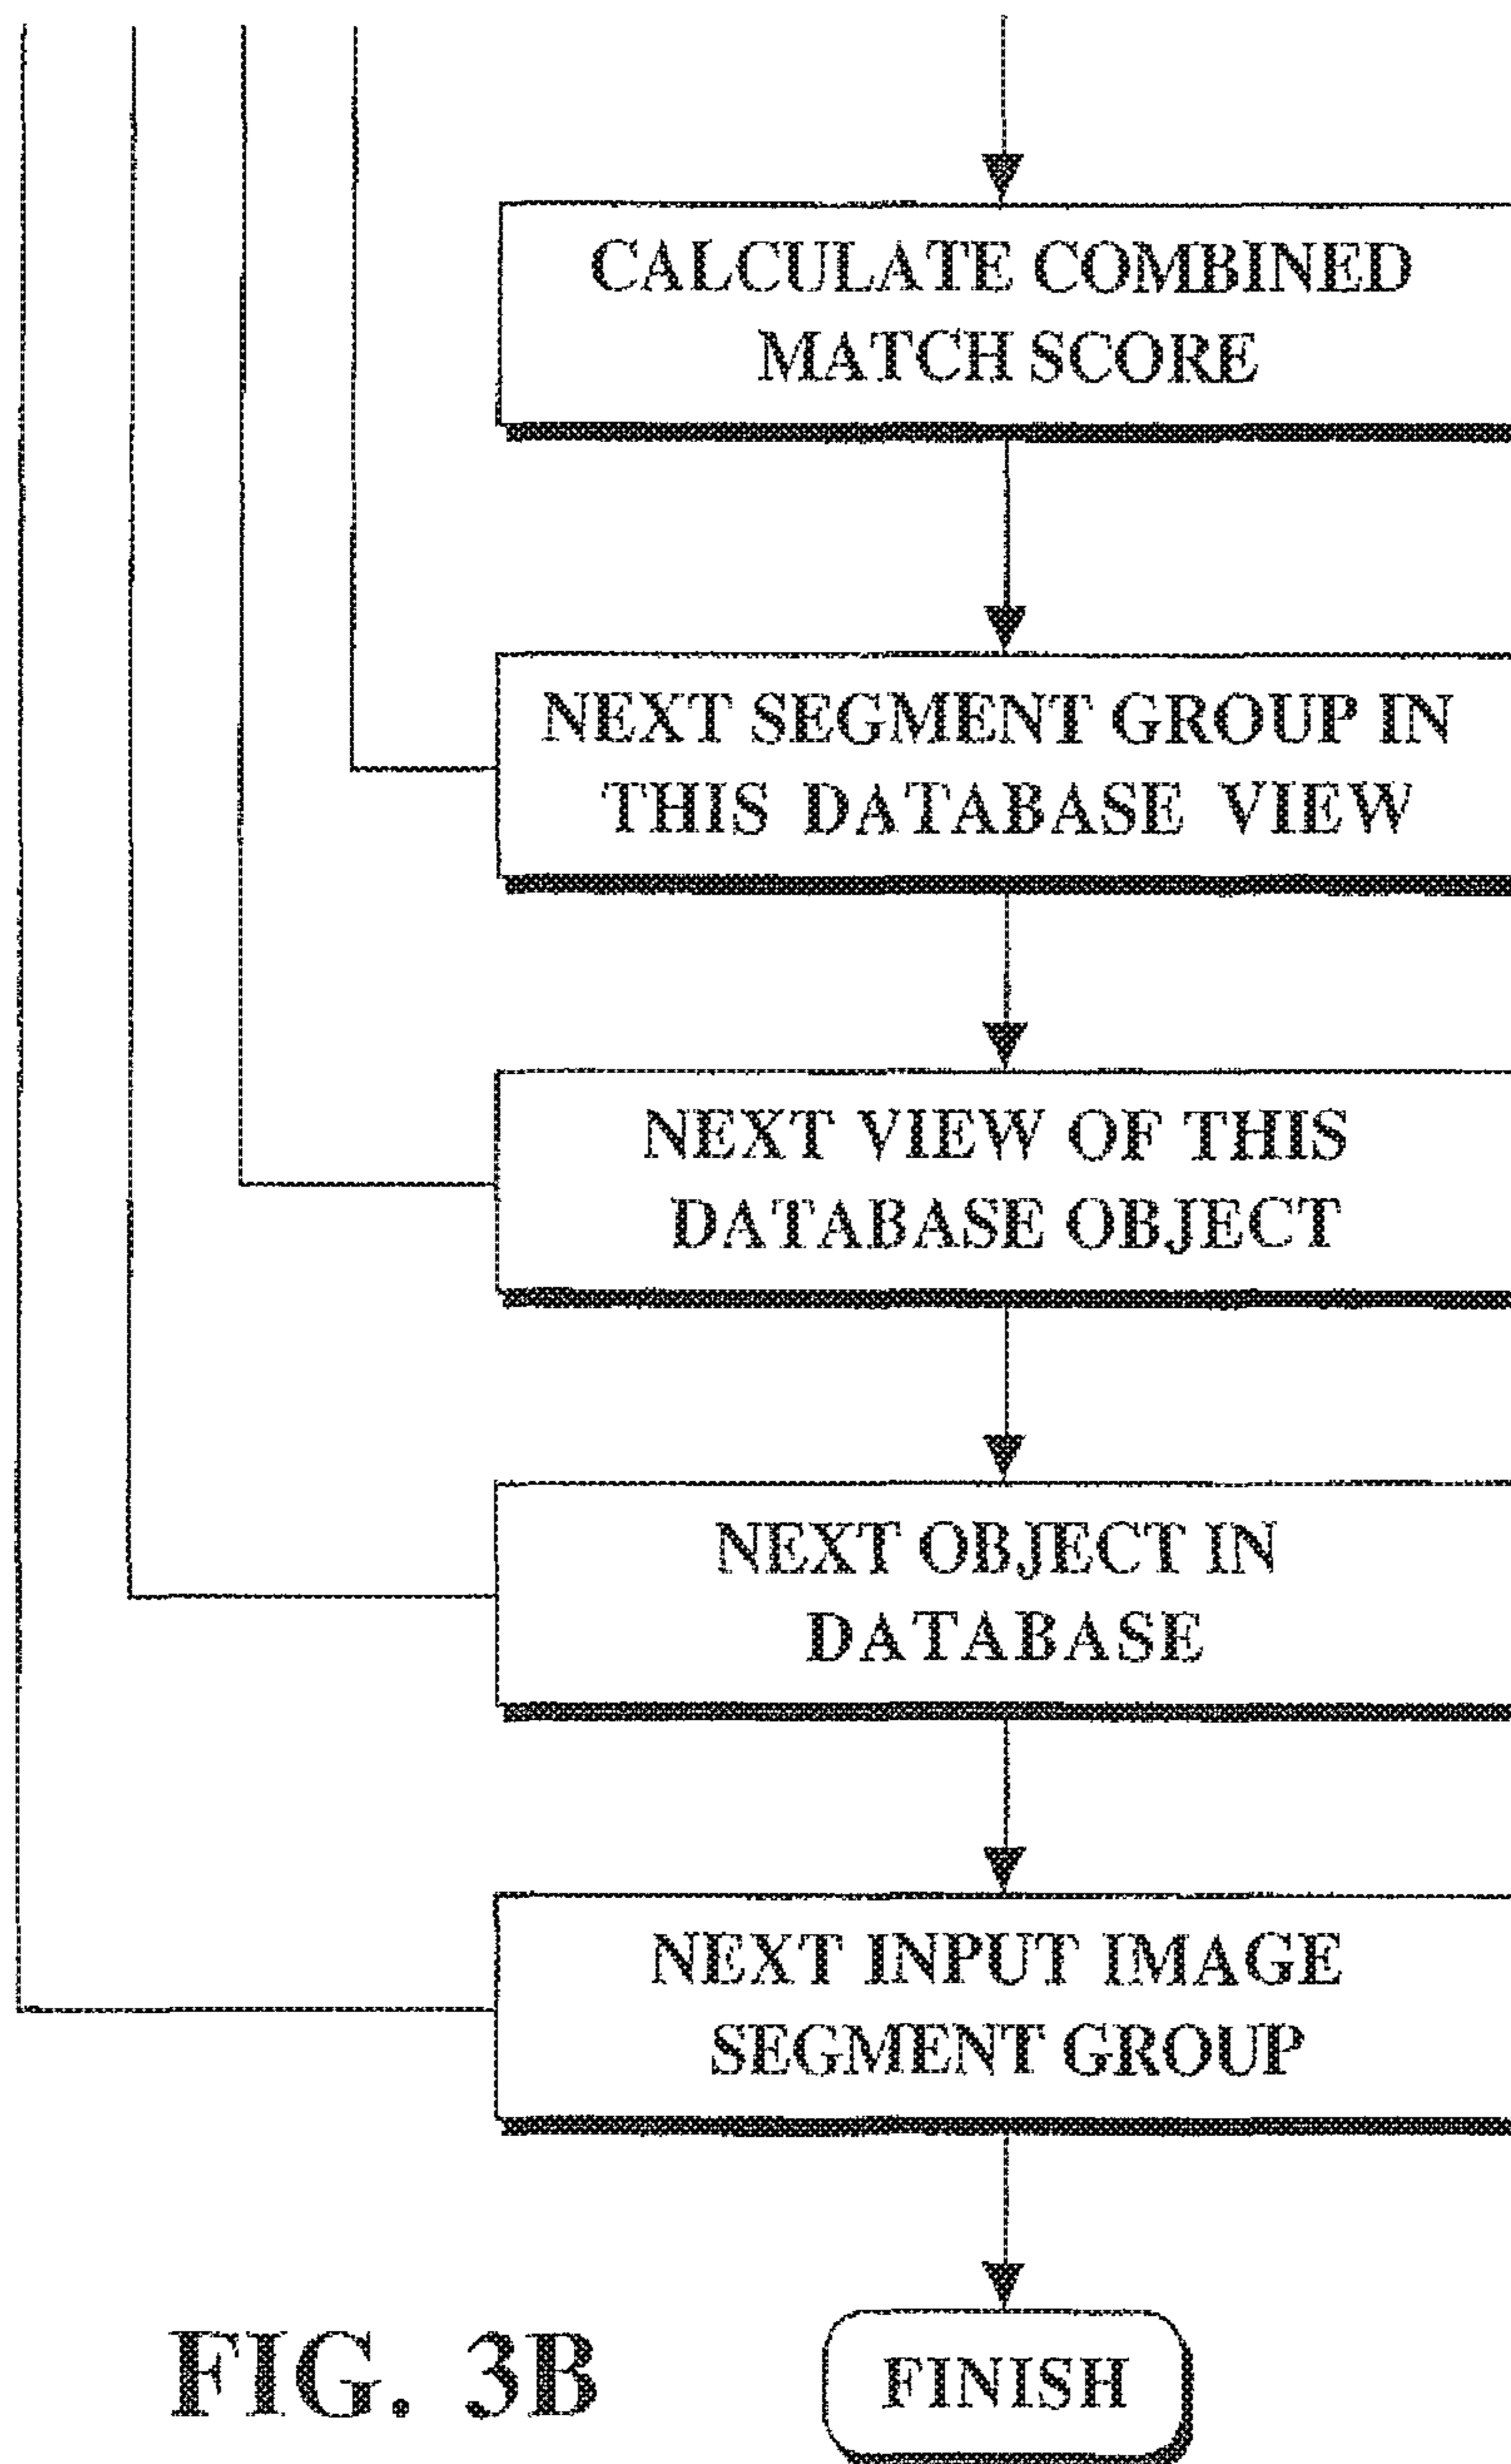 CALCULATE COMBINED
MATCH SCORE
NEXT SEGMENT GROUP IN
THIS DATABASE VIEW
NEXT VIEW OF THIS
DATABASE OBJECT
NEXT OBJECT IN
DATABASE
NEXT INPUT IMAGE
SEGMENT GROUP
FINISH
FIG. 3B